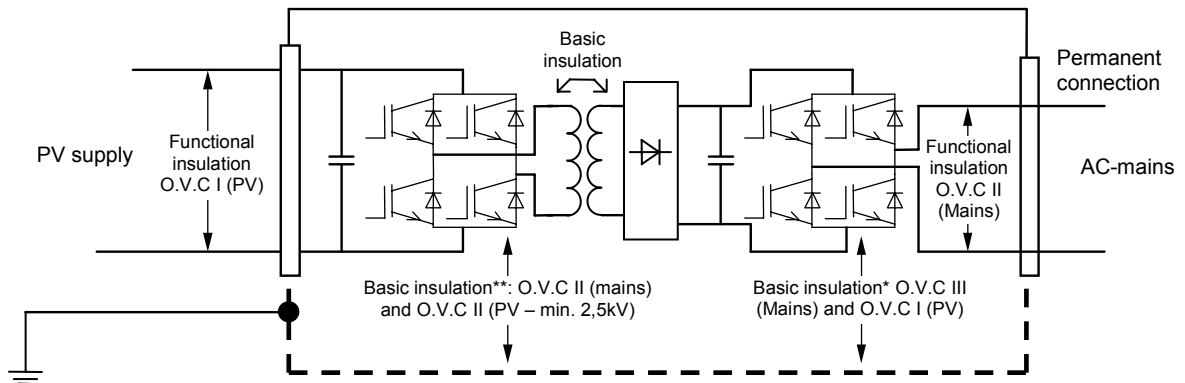 Basic
insulation
Permanent
connection
PV supply
Functional
insulation
O.V.C I (PV)
Functional
insulation
O.V.C II
(Mains)
AC-mains
Basic insulation**: O.V.C II (mains)
and O.V.C II (PV – min. 2,5kV)
Basic insulation* O.V.C III
(Mains) and O.V.C I (PV)